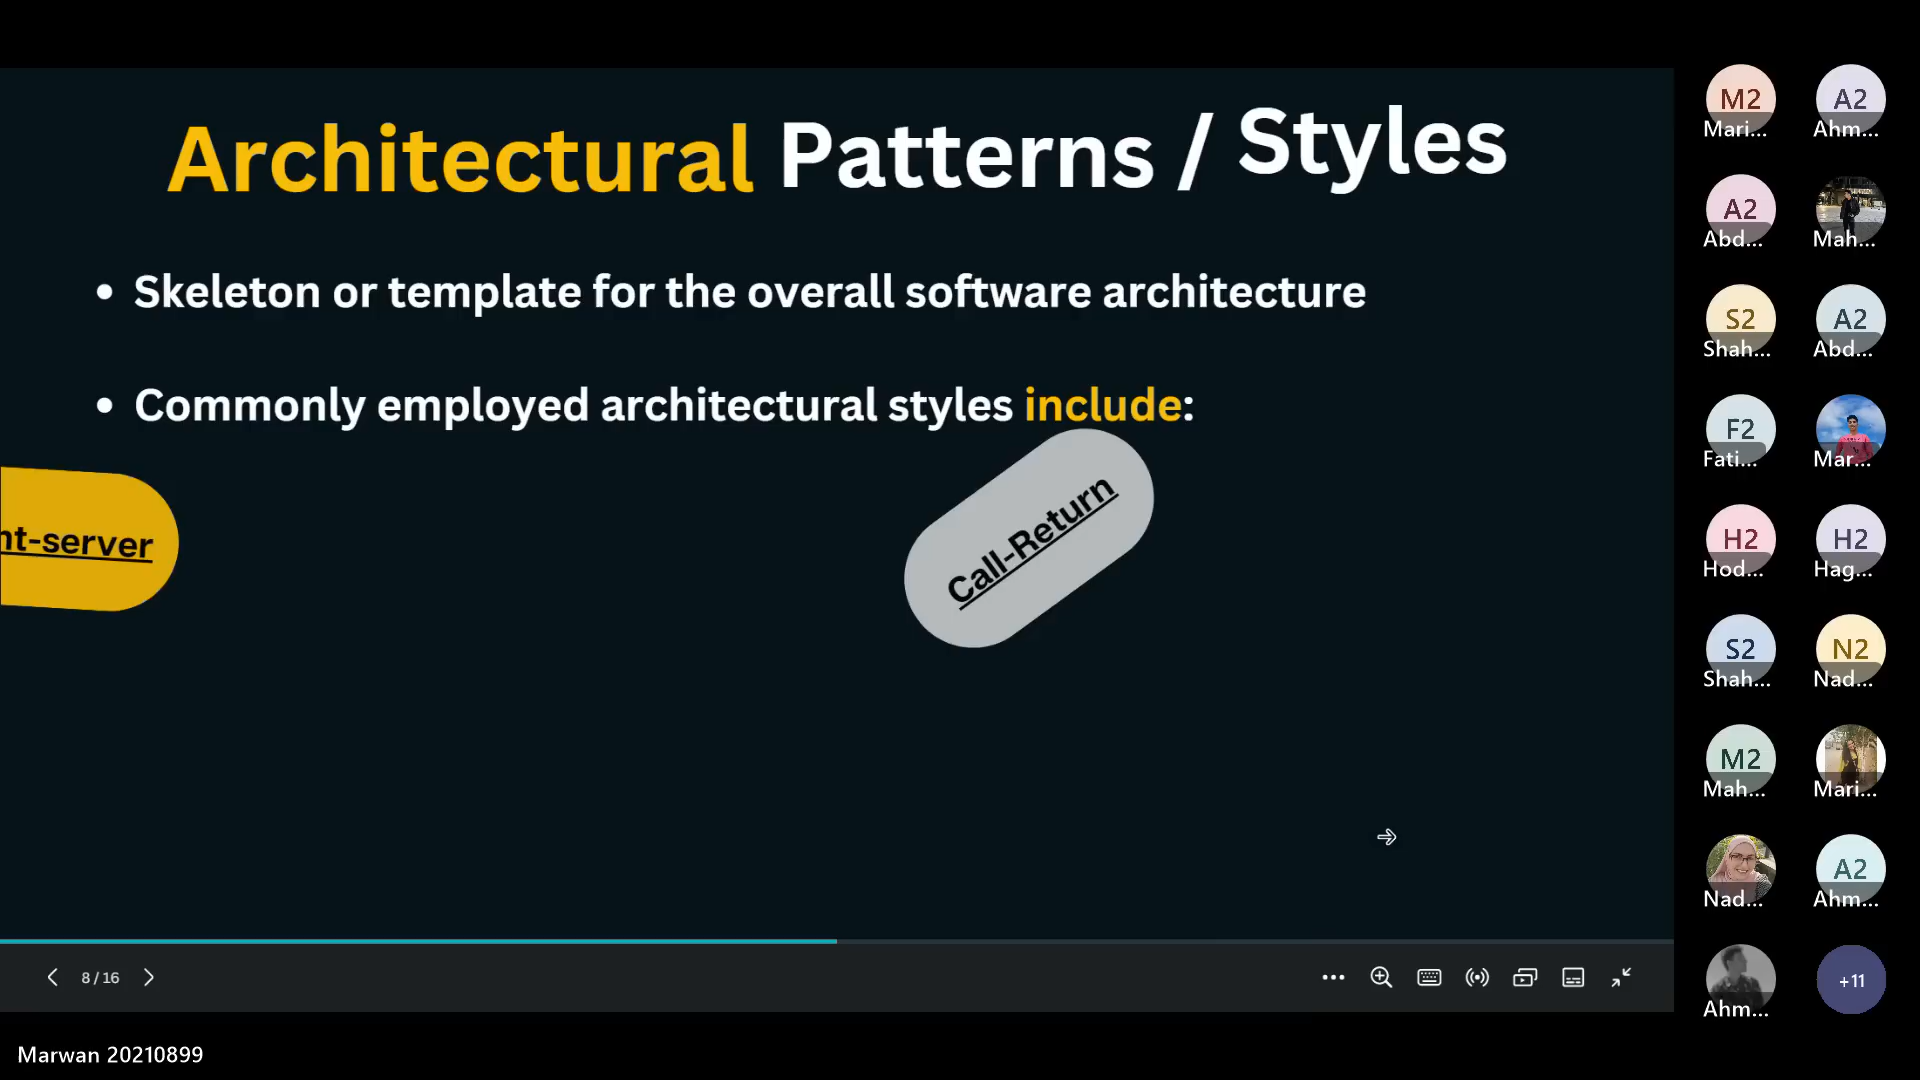 Architectural Patterns / Styles
• Skeleton or template for the overall software architecture
• Commonly employed architectural styles include:
nt-server
Call-Return
8 / 16
Marwan 20210899
M2
Mari...
A2
Ahm...
A2
Abd...
Mah...
S2
Shah...
A2
Abd...
F2
Fati...
Mar...
H2
Hod...
H2
Hag...
S2
Shah...
N2
Nad...
M2
Mah...
Mari...
Nad...
A2
Ahm...
Ahm...
+11